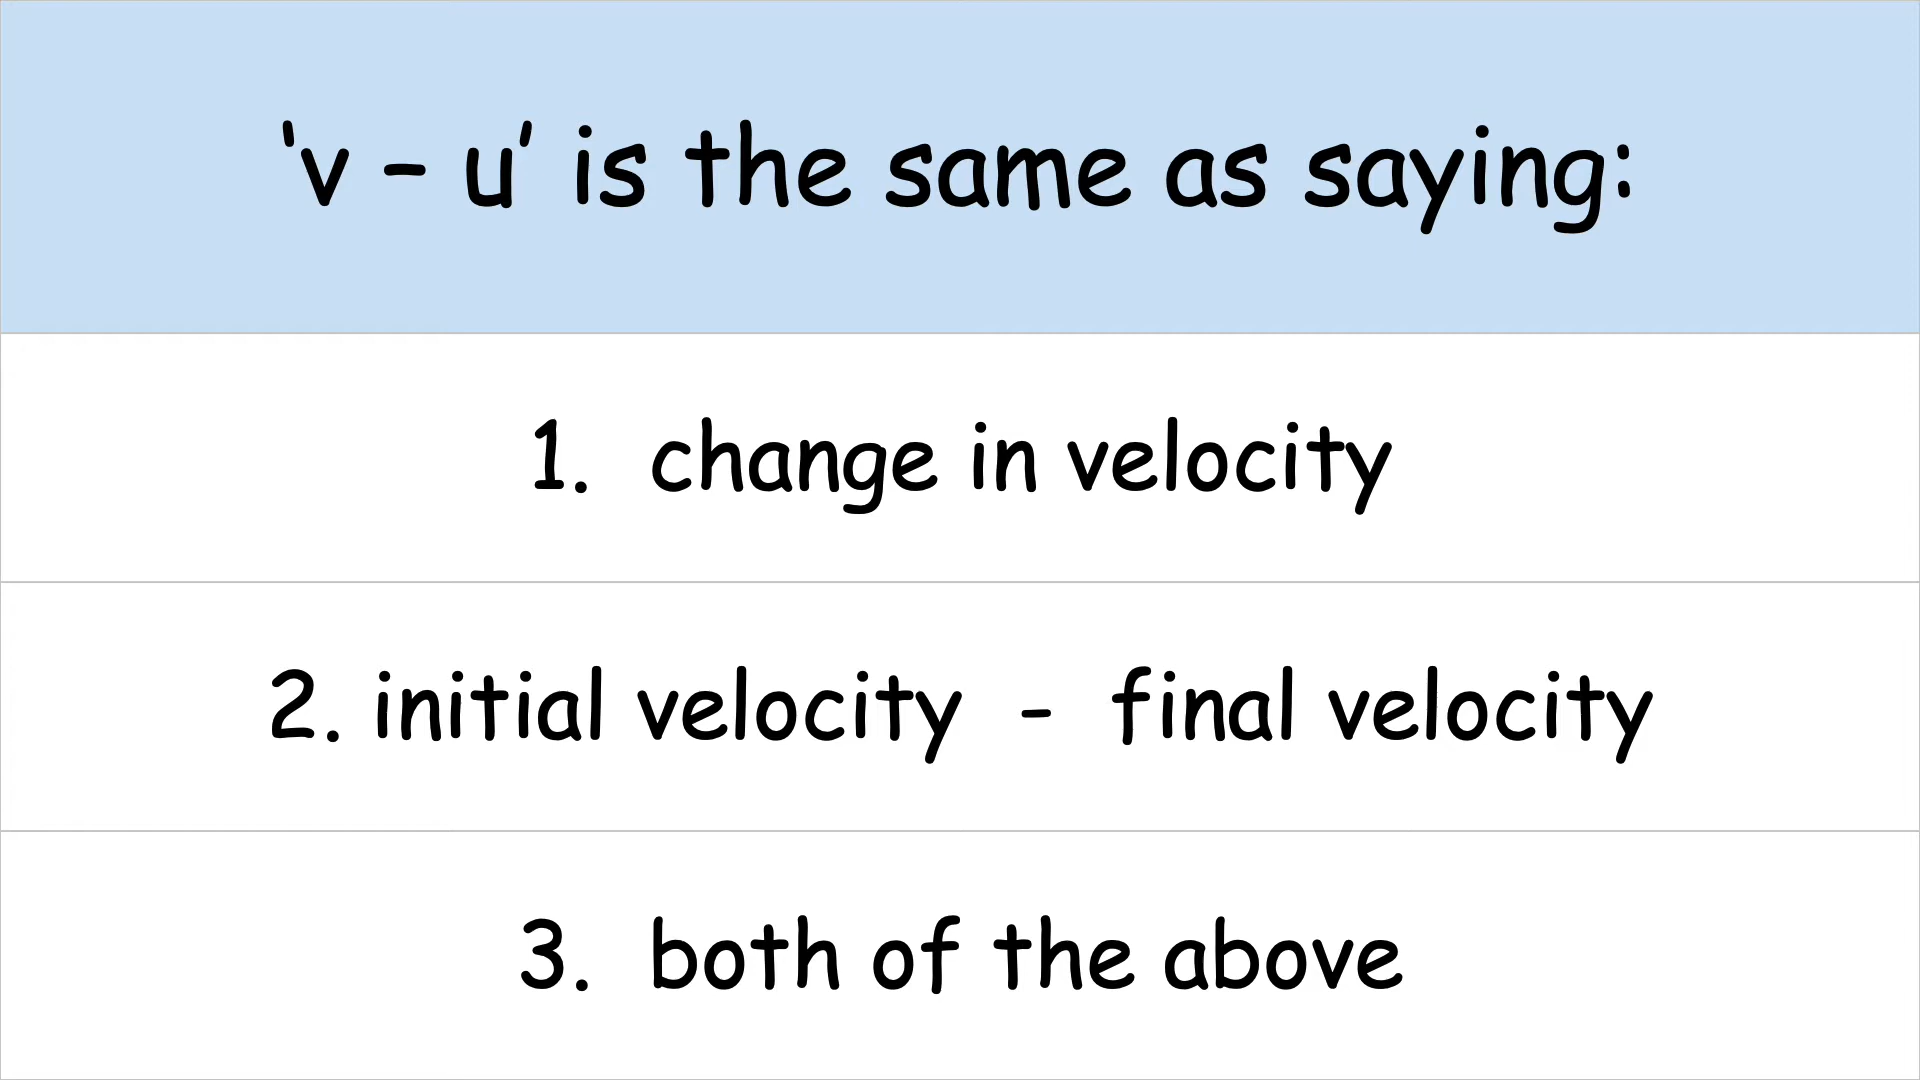 ‘v – u’ is the same as saying:
1. change in velocity
2. initial velocity - final velocity
3. both of the above